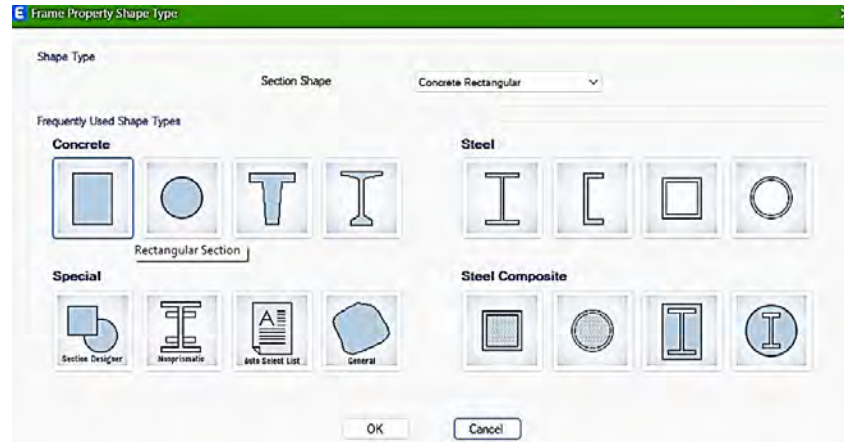 E Frame Property Shape Type
Shape Type
Section Shape
Concrete Rectangular
Frequently Used Shape Types
Concrete
Steel
Rectangular Section
Special
Steel Composite
Section Designer
Nonprismatic
A
Auto Select List
General
OK
Cancel